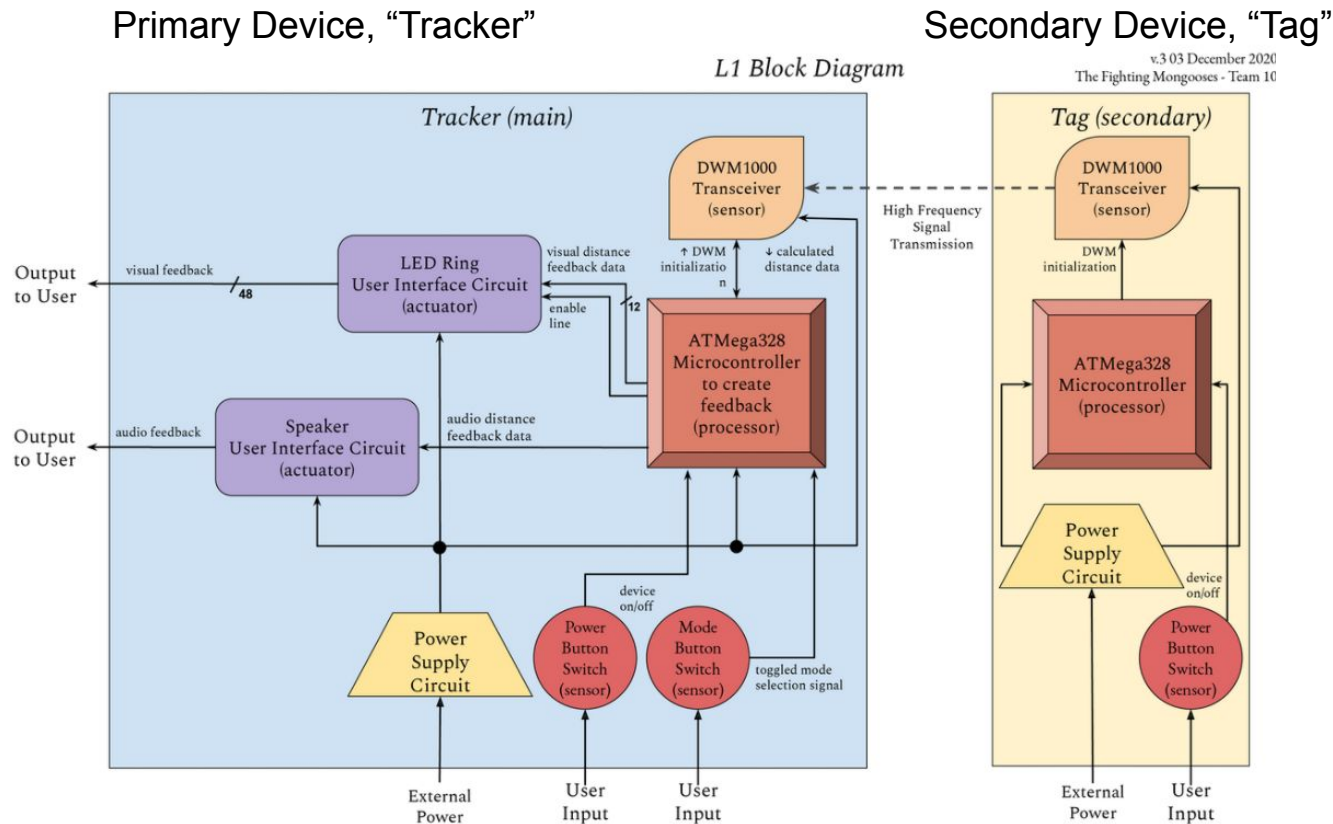 Primary Device, “Tracker”
Secondary Device, “Tag”
L1 Block Diagram
v.3 03 December 2020
The Fighting Mongooses - Team 10
Tracker (main)
Tag (secondary)
DWM1000
Transceiver
(sensor)
DWM1000
Transceiver
(sensor)
High Frequency
Signal
Transmission
↑ DWM
initializatio
n
↓ calculated
distance data
DWM
initialization
Output
to User
visual feedback
48
LED Ring
User Interface Circuit
(actuator)
visual distance
feedback data
12
enable
line
ATMega328
Microcontroller
to create
feedback
(processor)
ATMega328
Microcontroller
(processor)
Output
to User
audio feedback
Speaker
User Interface Circuit
(actuator)
audio distance
feedback data
Power
Supply
Circuit
device
on/off
Power
Button
Switch
(sensor)
Mode
Button
Switch
(sensor)
toggled mode
selection signal
Power
Supply
Circuit
device
on/off
Power
Button
Switch
(sensor)
External
Power
User
Input
User
Input
External
Power
User
Input